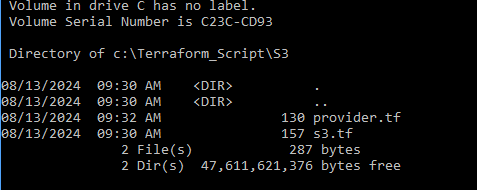 Volume in drive C has no label.
Volume Serial Number is C23C-CD93
Directory of c:\Terraform_Script\S3
08/13/2024  09:30 AM    <DIR>          .
08/13/2024  09:30 AM    <DIR>          ..
08/13/2024  09:32 AM               130 provider.tf
08/13/2024  09:30 AM               157 s3.tf
2 File(s)            287 bytes
2 Dir(s)  47,611,621,376 bytes free